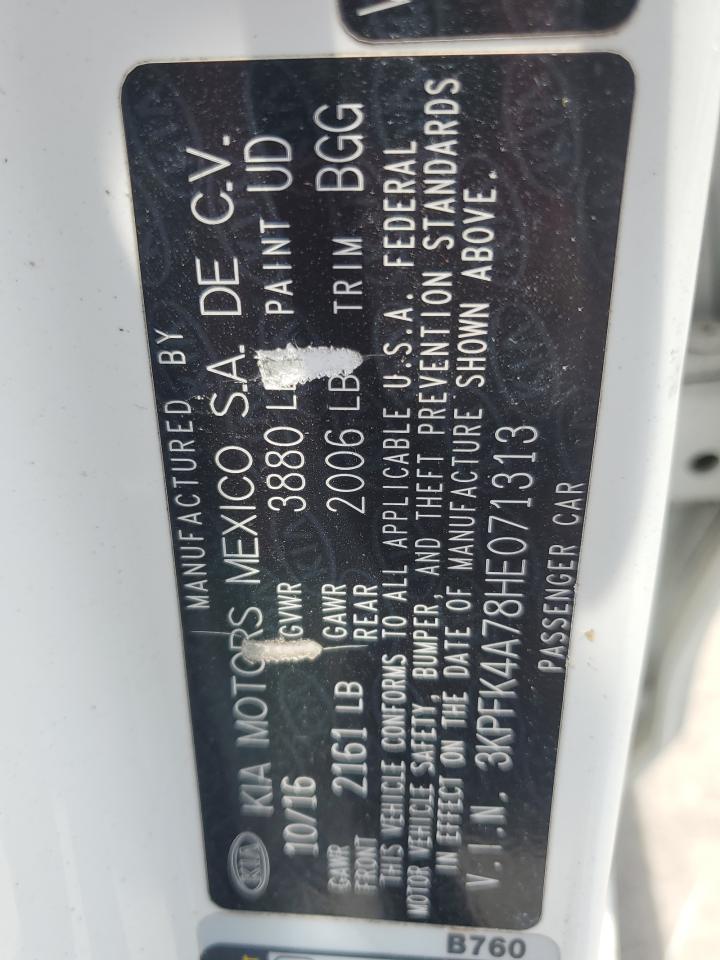 MANUFACTURED BY
KIA KIA MOTORS MEXICO S.A. DE C.V.
10/16 GVWR 3880 LB PAINT UD
GAWR FRONT 2161 LB GAWR REAR 2006 LB TRIM BGG
THIS VEHICLE CONFORMS TO ALL APPLICABLE U.S.A. FEDERAL
MOTOR VEHICLE SAFETY, BUMPER, AND THEFT PREVENTION STANDARDS
IN EFFECT ON THE DATE OF MANUFACTURE SHOWN ABOVE.
V.I.N. 3KPFK4A78HE071313
PASSENGER CAR
B760